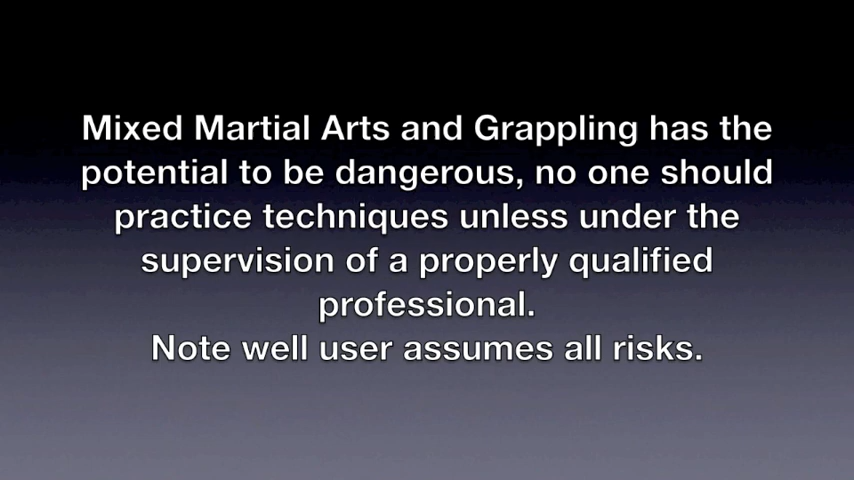 Mixed Martial Arts and Grappling has the
potential to be dangerous, no one should
practice techniques unless under the
supervision of a properly qualified
professional.
Note well user assumes all risks.